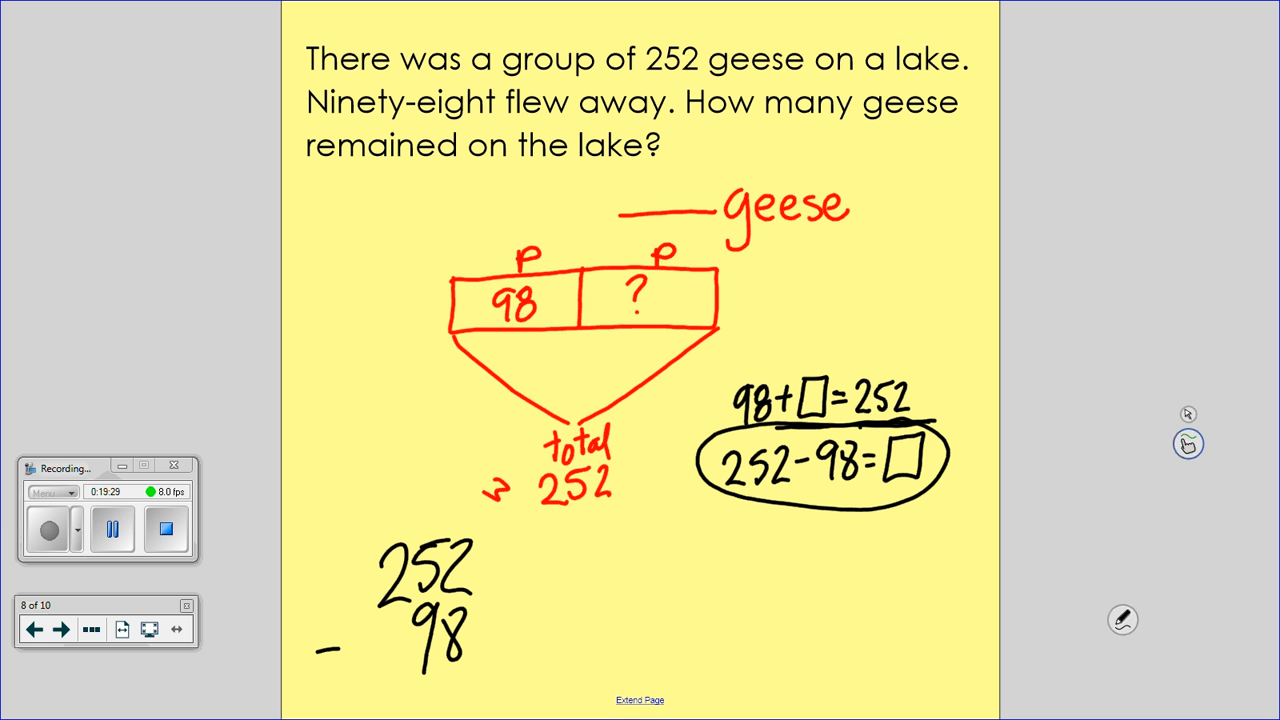 There was a group of 252 geese on a lake.
Ninety-eight flew away. How many geese
remained on the lake?
____ geese
P P
98 ?
total
252
98+□=252
252-98=□
252
- 98
Recording...
Menu
0:19:29 8.0 fps
8 of 10
Extend Page